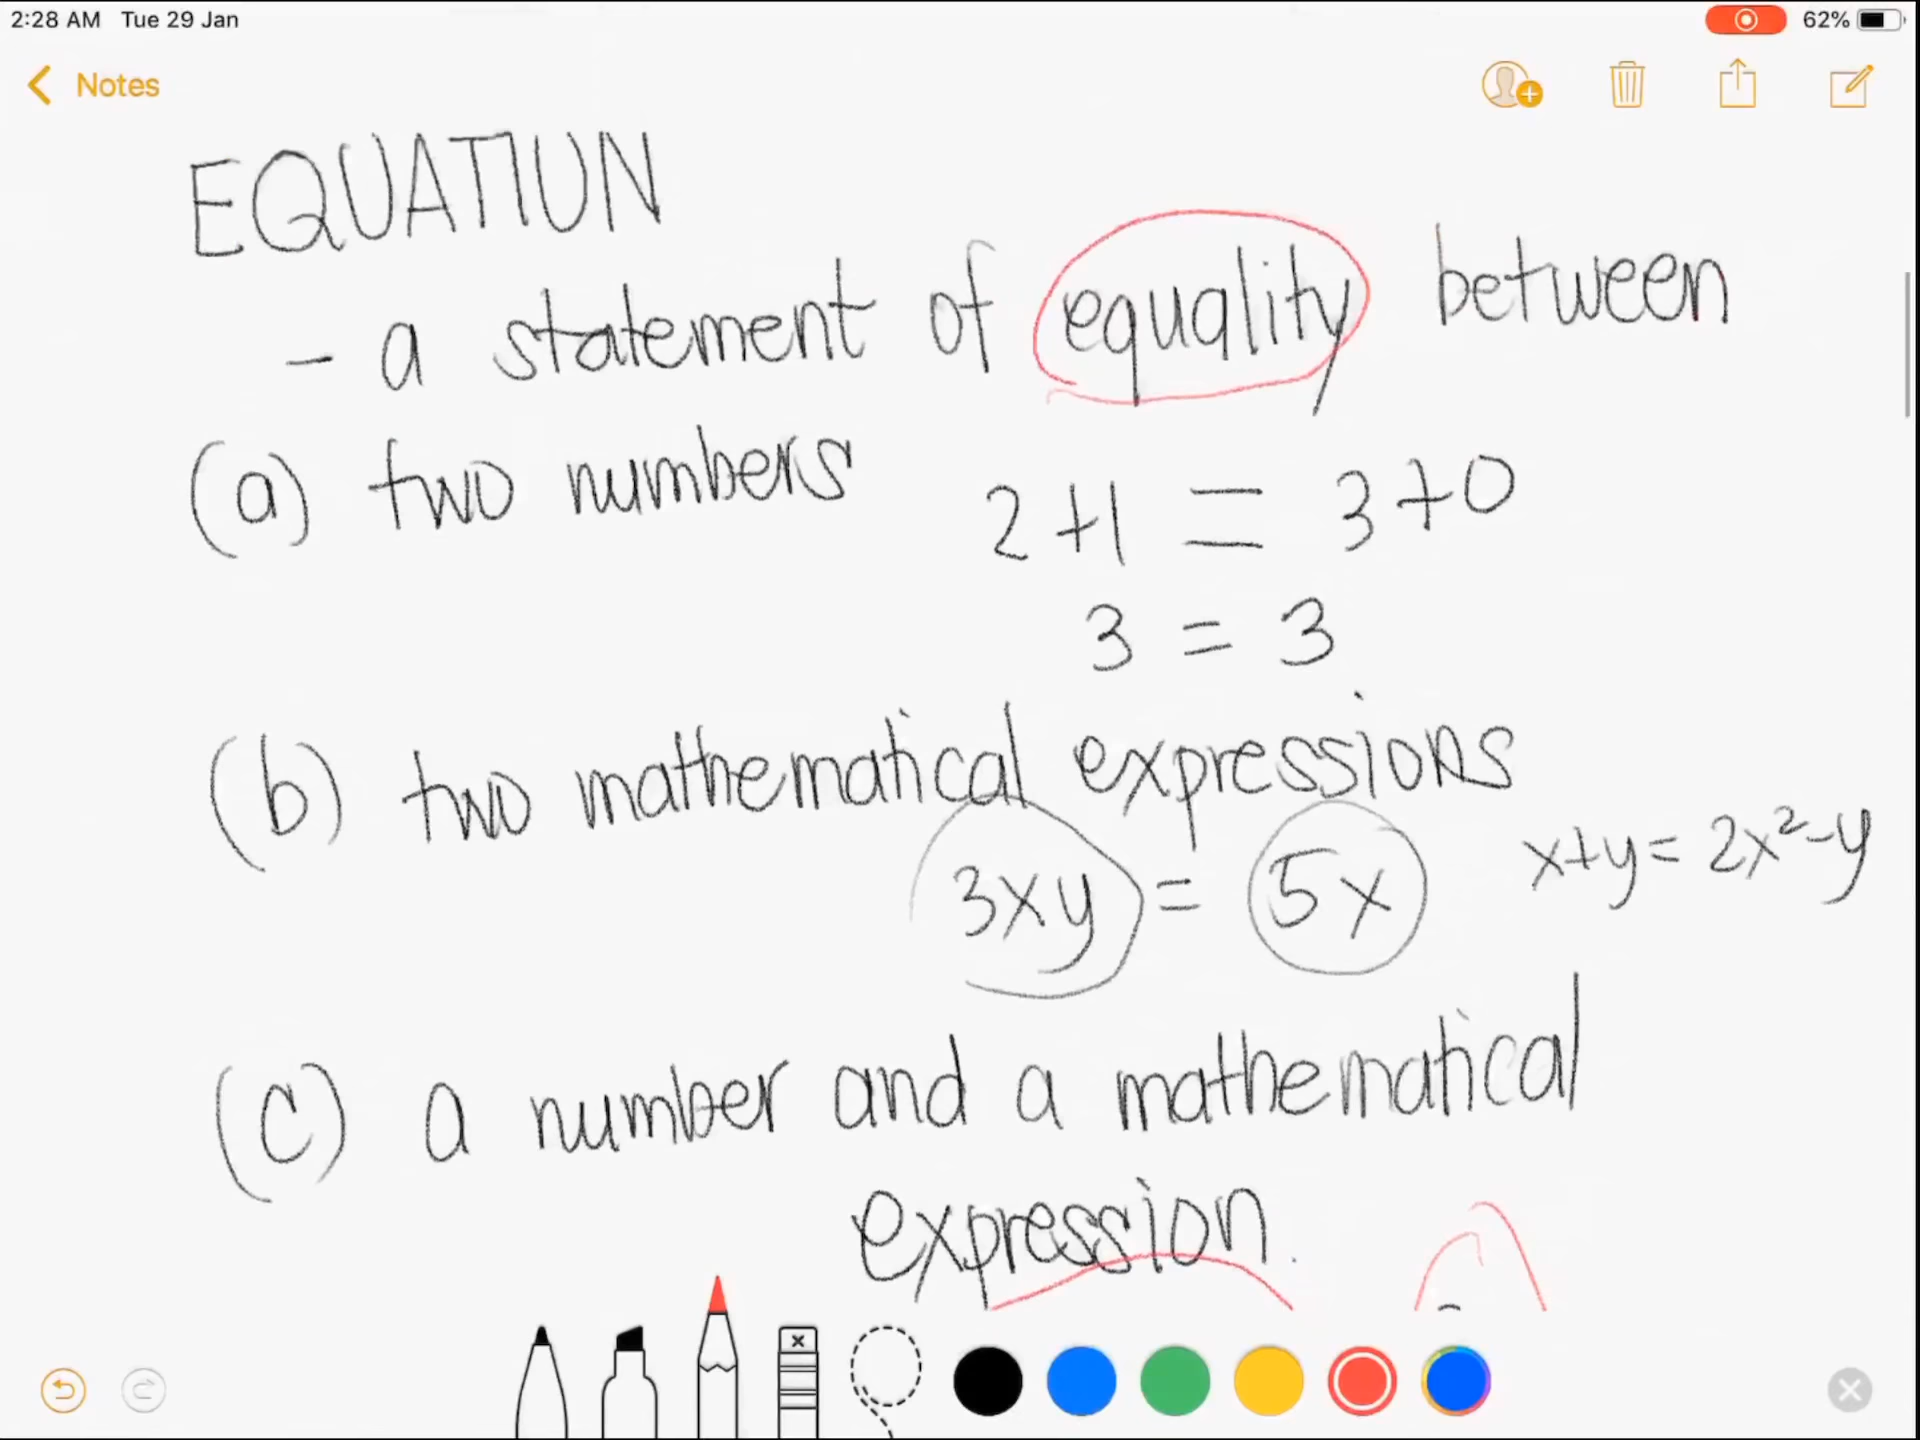 2:28 AM Tue 29 Jan 62%
Notes
EQUATIUN
- a statement of equality between
(a) two numbers 2+1 = 3+0
3 = 3
(b) two mathematical expressions
3xy = 5x x+y = 2x²-y
(c) a number and a mathematical
expression.